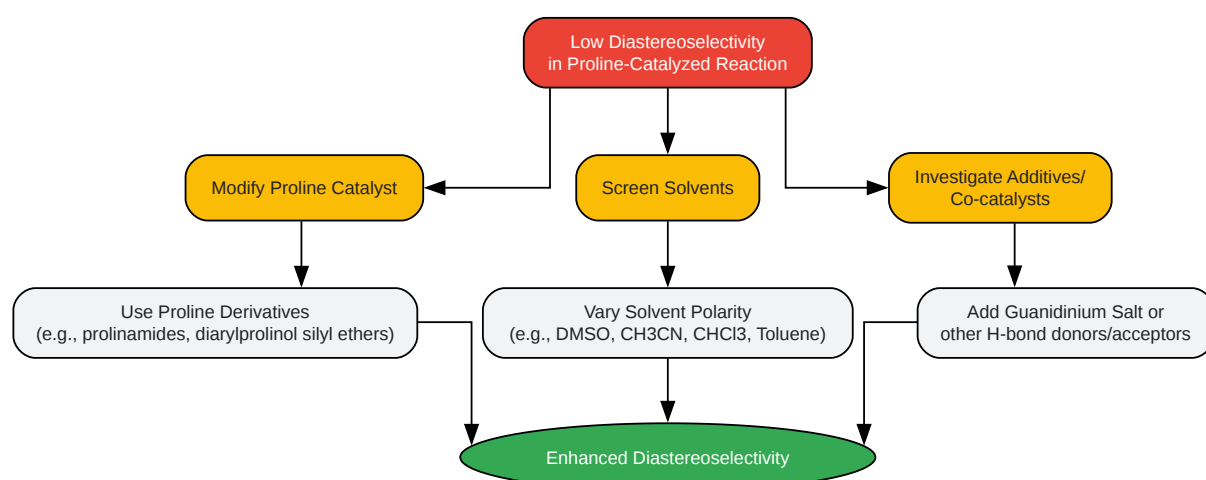 Low Diastereoselectivity
in Proline-Catalyzed Reaction
Modify Proline Catalyst
Screen Solvents
Investigate Additives/
Co-catalysts
Use Proline Derivatives
(e.g., prolinamides, diarylprolinol silyl ethers)
Vary Solvent Polarity
(e.g., DMSO, CH3CN, CHCl3, Toluene)
Add Guanidinium Salt or
other H-bond donors/acceptors
Enhanced Diastereoselectivity